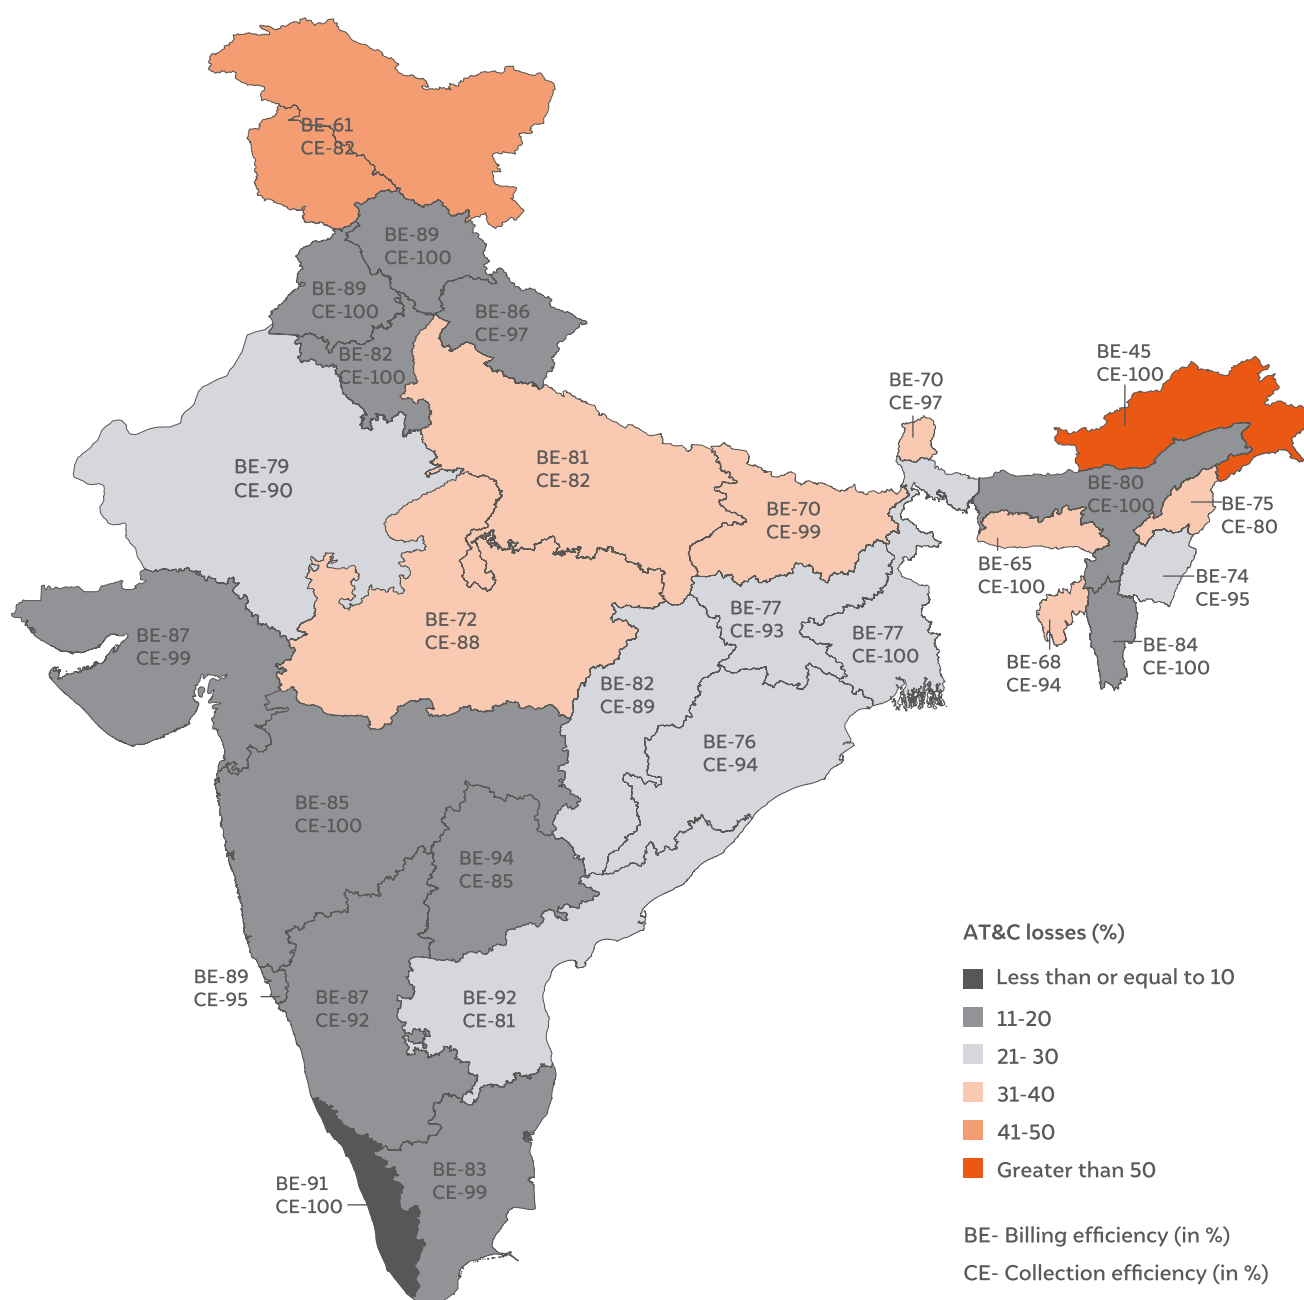 BE-61
CE-82
BE-89
CE-100
BE-89
CE-100
BE-86
CE-97
BE-82
CE-100
BE-45
CE-100
BE-70
CE-97
BE-79
CE-90
BE-81
CE-82
BE-70
CE-99
BE-80
CE-100
BE-75
CE-80
BE-65
CE-100
BE-74
CE-95
BE-87
CE-99
BE-72
CE-88
BE-77
CE-93
BE-77
CE-100
BE-84
CE-100
BE-68
CE-94
BE-82
CE-89
BE-76
CE-94
BE-85
CE-100
BE-94
CE-85
BE-89
CE-95
BE-87
CE-92
BE-92
CE-81
BE-83
CE-99
BE-91
CE-100
AT&C losses (%)
Less than or equal to 10
11-20
21- 30
31-40
41-50
Greater than 50
BE- Billing efficiency (in %)
CE- Collection efficiency (in %)